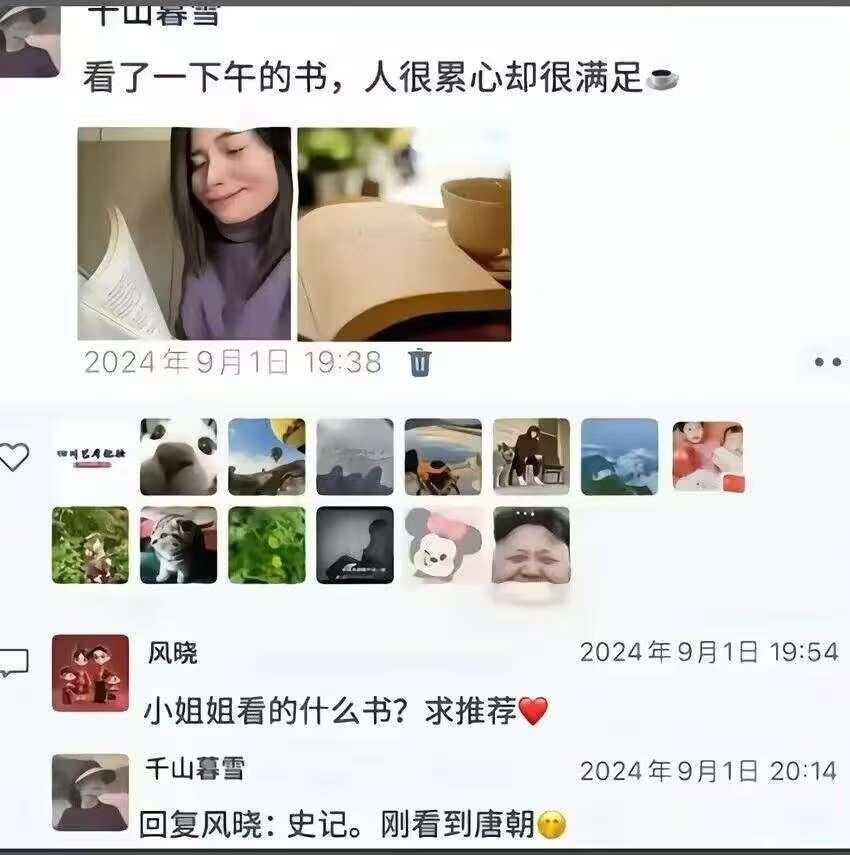 千山暮雪
看了一下午的书，人很累心却很满足☕
2024年9月1日 19:38
风晓
2024年9月1日 19:54
小姐姐看的什么书？求推荐❤️
千山暮雪
2024年9月1日 20:14
回复风晓：史记。刚看到唐朝🤭